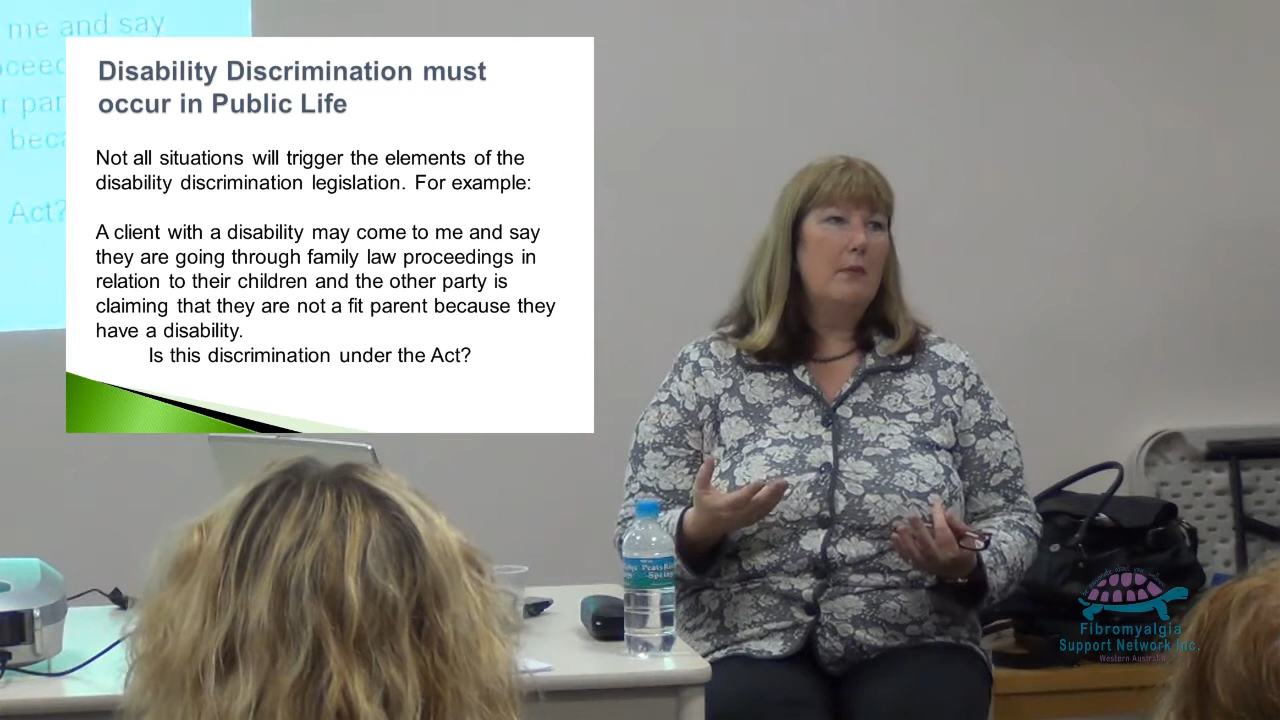 me and say
Act?
Disability Discrimination must
occur in Public Life
Not all situations will trigger the elements of the
disability discrimination legislation. For example:
A client with a disability may come to me and say
they are going through family law proceedings in
relation to their children and the other party is
claiming that they are not a fit parent because they
have a disability.
Is this discrimination under the Act?
Fibromyalgia
Support Network Inc.
Western Australia